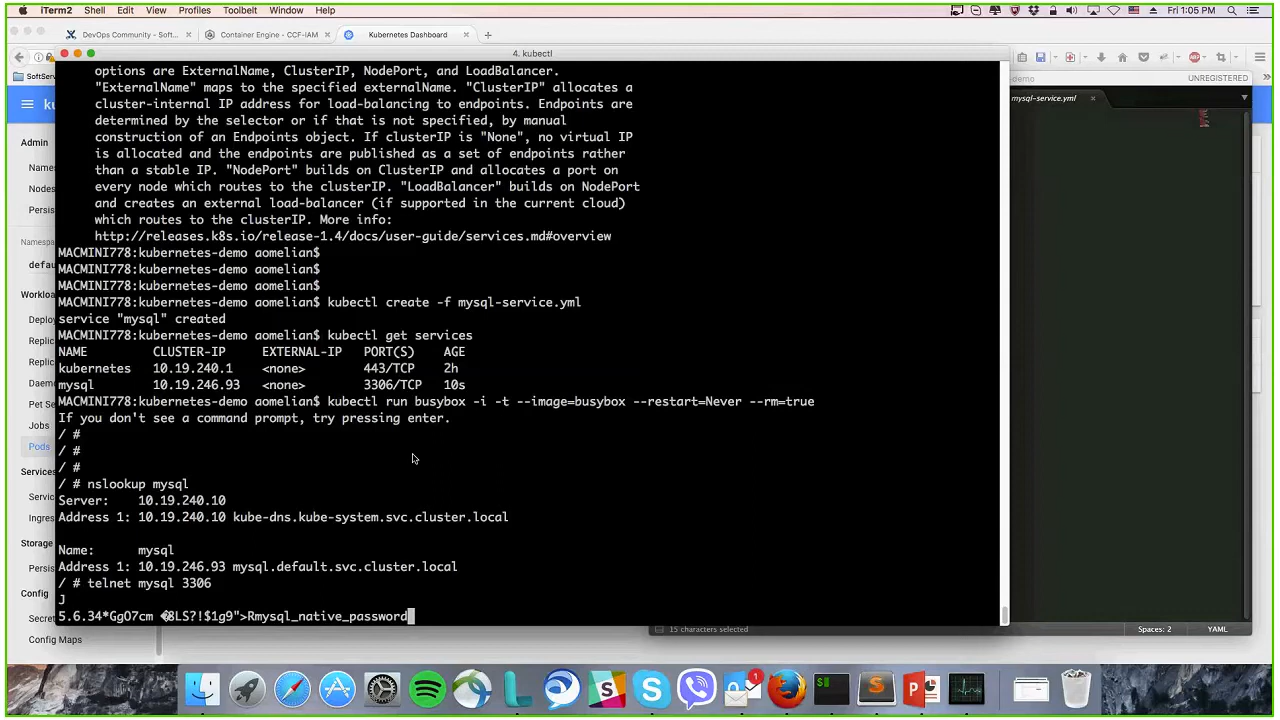 iTerm2 Shell Edit View Profiles Toolbelt Window Help Fri 1:05 PM
DevOps Community - Soft... Container Engine - CCF-IAM Kubernetes Dashboard
4. kubectl
SoftServ
UNREGISTERED
mysql-service.yml
Admin
Nodes
Persis
Namespa
defau
Workloa
Deploy
Replic
Replic
Daem
Pet Se
Jobs
Pods
Services
Servic
Ingres
Storage
Persis
Config
Secret
Config Maps
options are ExternalName, ClusterIP, NodePort, and LoadBalancer.
"ExternalName" maps to the specified externalName. "ClusterIP" allocates a
cluster-internal IP address for load-balancing to endpoints. Endpoints are
determined by the selector or if that is not specified, by manual
construction of an Endpoints object. If clusterIP is "None", no virtual IP
is allocated and the endpoints are published as a set of endpoints rather
than a stable IP. "NodePort" builds on ClusterIP and allocates a port on
every node which routes to the clusterIP. "LoadBalancer" builds on NodePort
and creates an external load-balancer (if supported in the current cloud)
which routes to the clusterIP. More info:
http://releases.k8s.io/release-1.4/docs/user-guide/services.md#overview
MACMINI778:kubernetes-demo aomelian$
MACMINI778:kubernetes-demo aomelian$
MACMINI778:kubernetes-demo aomelian$
MACMINI778:kubernetes-demo aomelian$ kubectl create -f mysql-service.yml
service "mysql" created
MACMINI778:kubernetes-demo aomelian$ kubectl get services
NAME CLUSTER-IP EXTERNAL-IP PORT(S) AGE
kubernetes 10.19.240.1 <none> 443/TCP 2h
mysql 10.19.246.93 <none> 3306/TCP 10s
MACMINI778:kubernetes-demo aomelian$ kubectl run busybox -i -t --image=busybox --restart=Never --rm=true
If you don't see a command prompt, try pressing enter.
/ #
/ #
/ #
/ # nslookup mysql
Server: 10.19.240.10
Address 1: 10.19.240.10 kube-dns.kube-system.svc.cluster.local
Name: mysql
Address 1: 10.19.246.93 mysql.default.svc.cluster.local
/ # telnet mysql 3306
J
5.6.34*GgO7cm �8LS?!$1g9">Rmysql_native_password
15 characters selected Spaces: 2 YAML